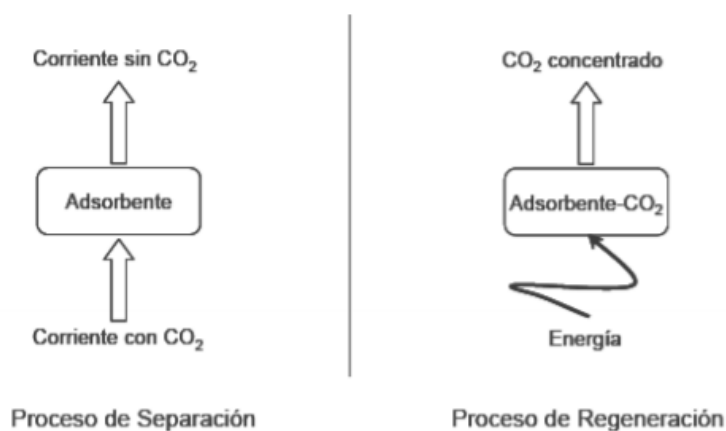 Corriente sin CO₂
Adsorbente
Corriente con CO₂
Proceso de Separación
CO₂ concentrado
Adsorbente-CO₂
Energía
Proceso de Regeneración